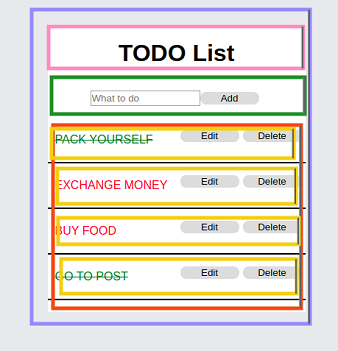 TODO List
What to do Add
PACK YOURSELF Edit Delete
EXCHANGE MONEY Edit Delete
BUY FOOD Edit Delete
GO TO POST Edit Delete